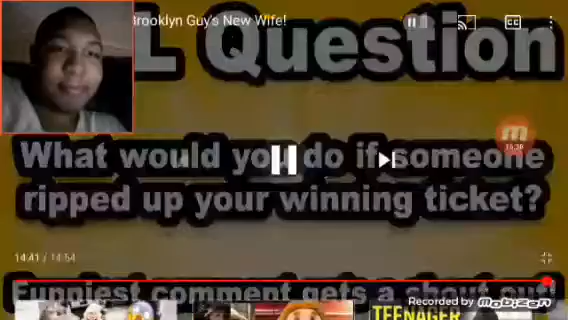 Brooklyn Guy's New Wife!
L Question
What would you do if someone
ripped up your winning ticket?
14:41 / 14:54
Funniest comment gets a shout out!
Recorded by Mobizen
TEENAGER